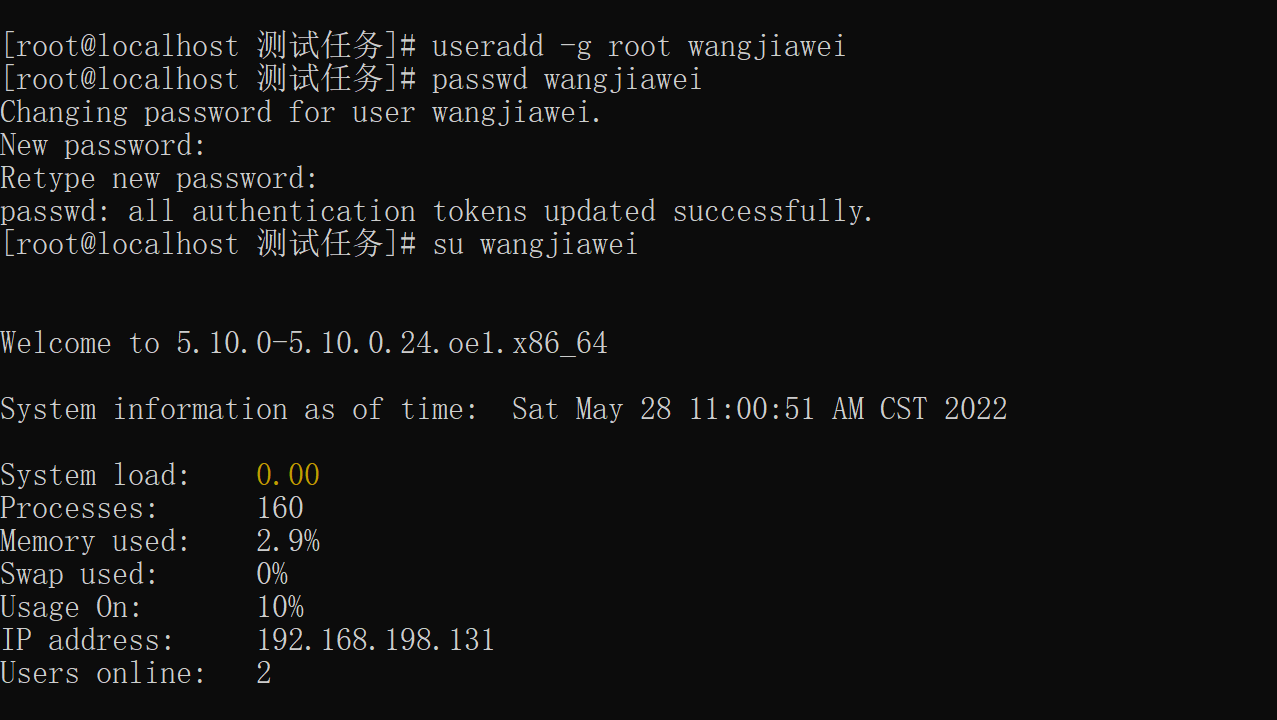 [root@localhost 测试任务]# useradd -g root wangjiawei
[root@localhost 测试任务]# passwd wangjiawei
Changing password for user wangjiawei.
New password:
Retype new password:
passwd: all authentication tokens updated successfully.
[root@localhost 测试任务]# su wangjiawei
Welcome to 5.10.0-5.10.0.24.oe1.x86_64
System information as of time:  Sat May 28 11:00:51 AM CST 2022
System load:    0.00
Processes:      160
Memory used:    2.9%
Swap used:      0%
Usage On:       10%
IP address:     192.168.198.131
Users online:   2